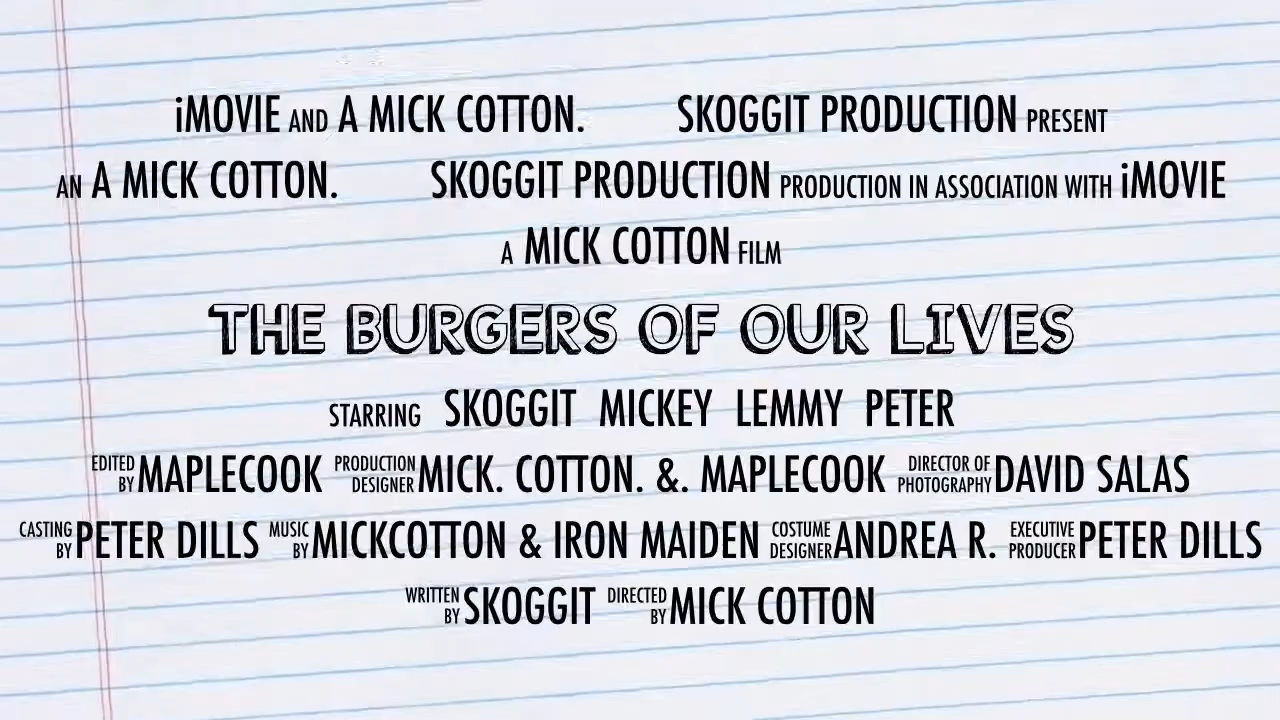 iMOVIE AND A MICK COTTON. SKOGGIT PRODUCTION PRESENT
AN A MICK COTTON. SKOGGIT PRODUCTION PRODUCTION IN ASSOCIATION WITH iMOVIE
A MICK COTTON FILM
THE BURGERS OF OUR LIVES
STARRING SKOGGIT MICKEY LEMMY PETER
EDITED BY MAPLECOOK PRODUCTION DESIGNER MICK. COTTON. &. MAPLECOOK DIRECTOR OF PHOTOGRAPHY DAVID SALAS
CASTING BY PETER DILLS MUSIC BY MICKCOTTON & IRON MAIDEN COSTUME DESIGNER ANDREA R. EXECUTIVE PRODUCER PETER DILLS
WRITTEN BY SKOGGIT DIRECTED BY MICK COTTON